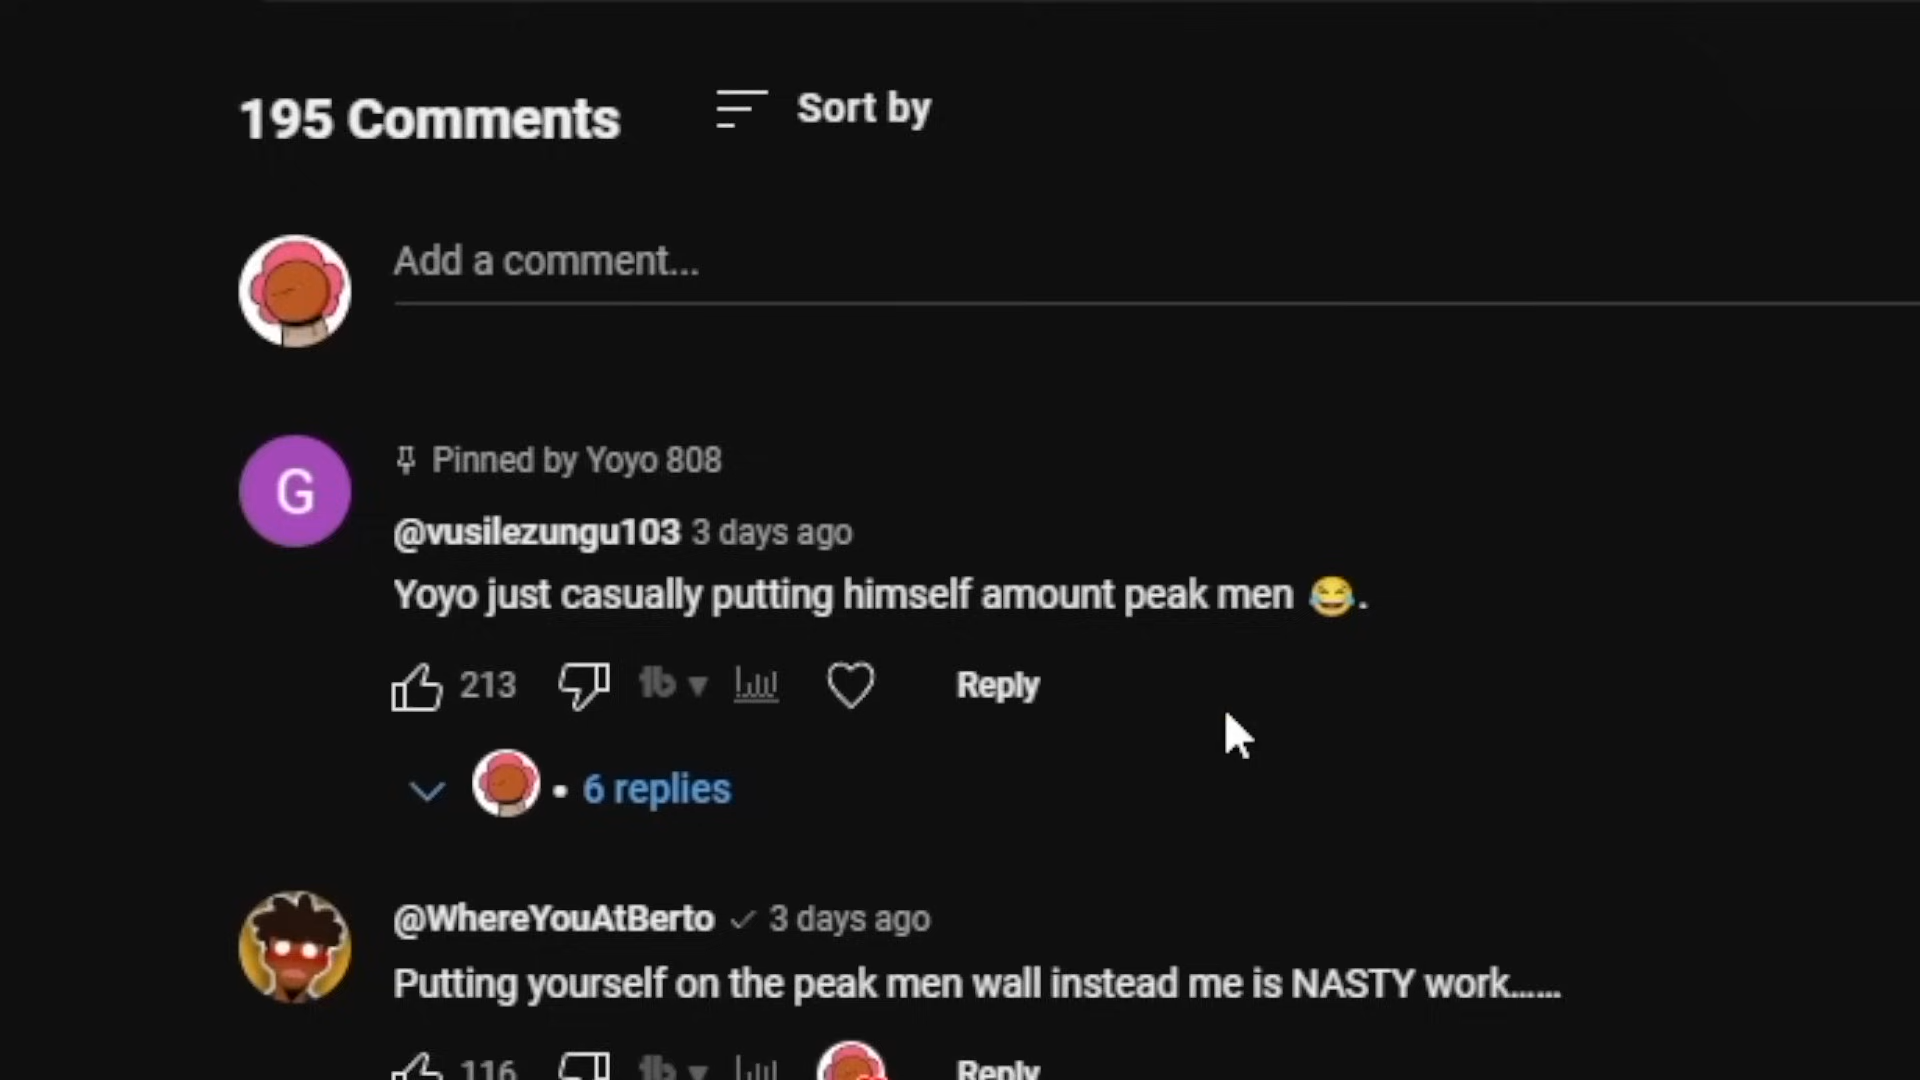 195 Comments
Sort by
Add a comment...
G
Pinned by Yoyo 808
@vusilezungu103 3 days ago
Yoyo just casually putting himself amount peak men 😂.
213
Reply
• 6 replies
@WhereYouAtBerto ✓ 3 days ago
Putting yourself on the peak men wall instead me is NASTY work......
116
Reply